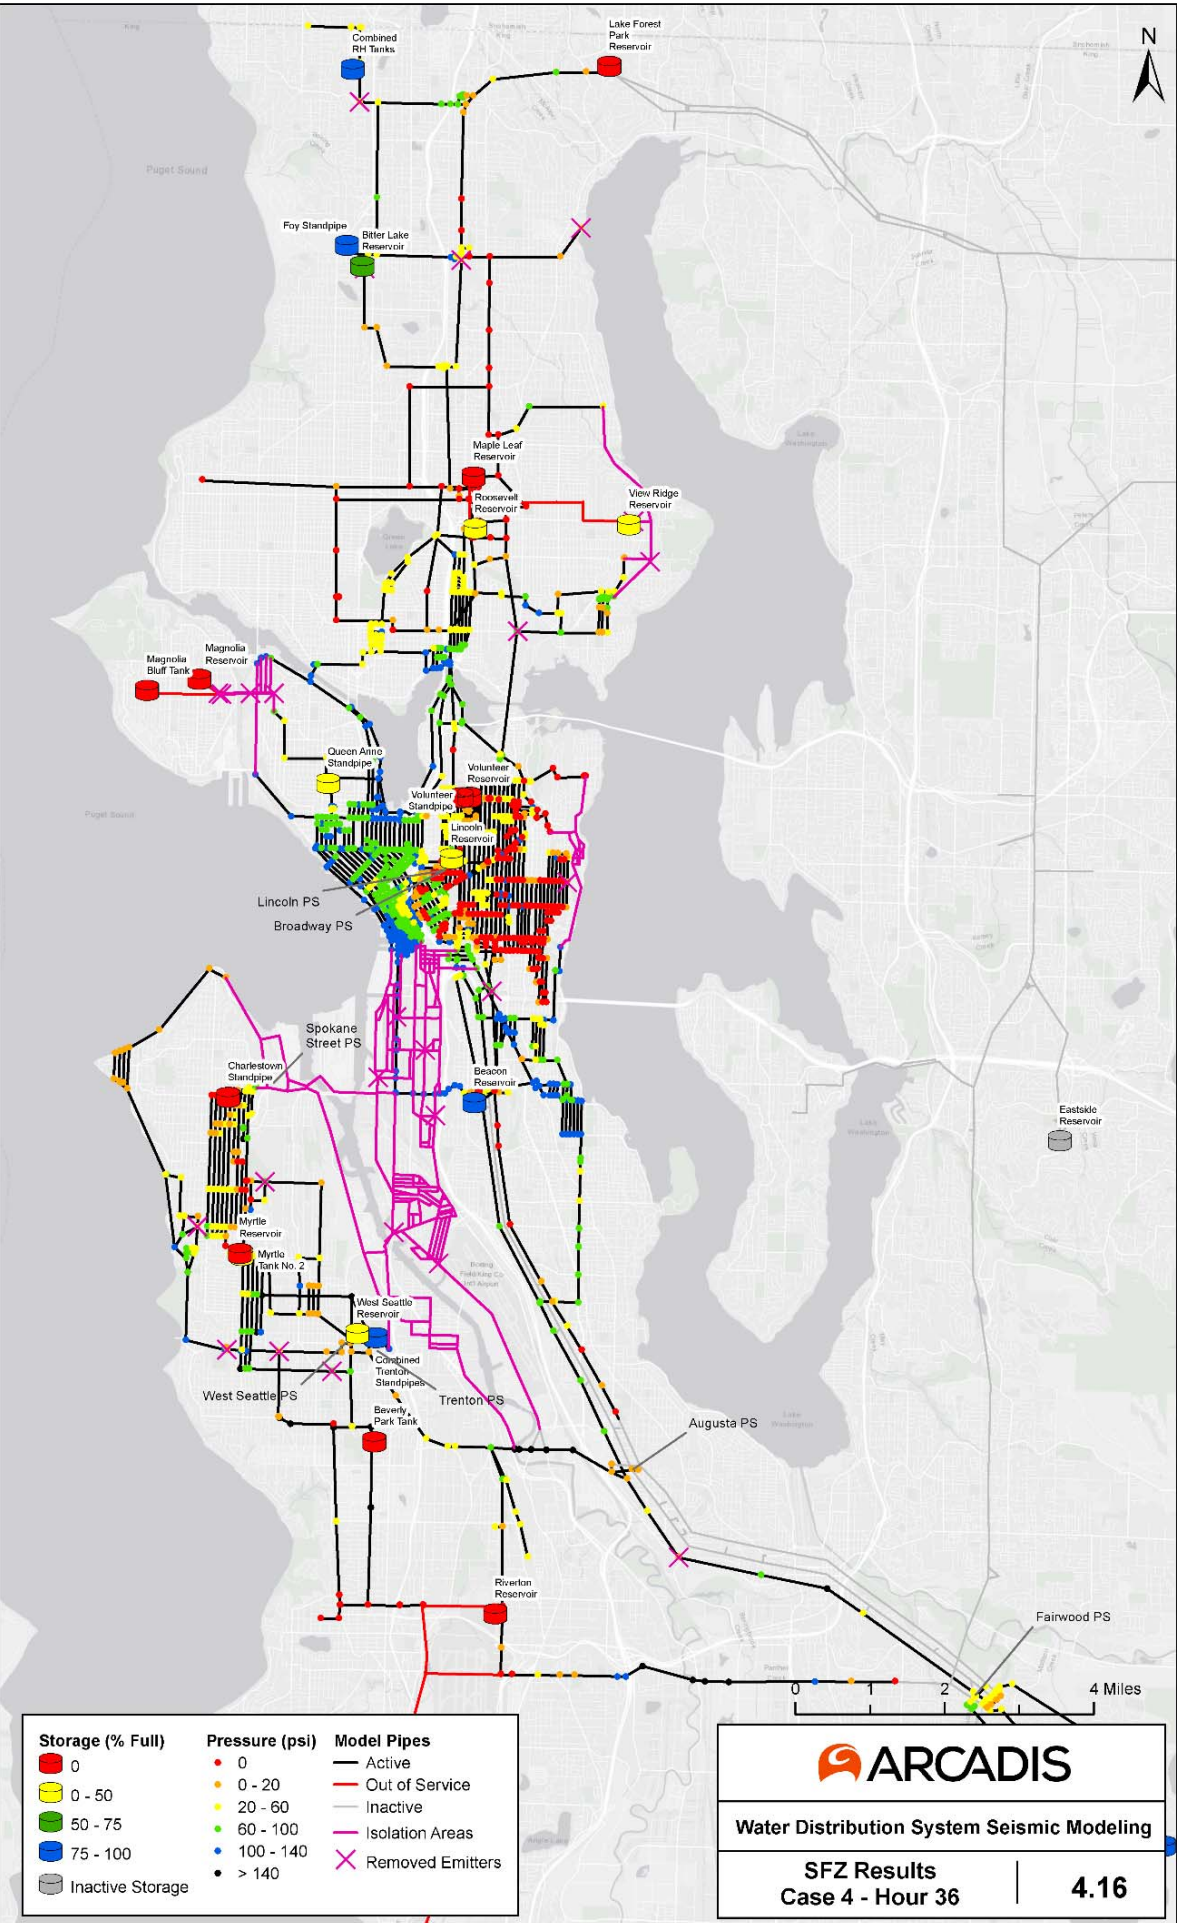 Combined
RH Tanks
Lake Forest
Park
Reservoir
N
Puget Sound
Foy Standpipe
Bitter Lake
Reservoir
Maple Leaf
Reservoir
Roosevelt
Reservoir
View Ridge
Reservoir
Magnolia
Bluff Tank
Magnolia
Reservoir
Queen Anne
Standpipe
Volunteer
Reservoir
Volunteer
Standpipe
Lincoln
Reservoir
Puget Sound
Lincoln PS
Broadway PS
Spokane
Street PS
Charlestown
Standpipe
Beacon
Reservoir
Eastside
Reservoir
Lake
Washington
Myrtle
Reservoir
Myrtle
Tank No. 2
West Seattle
Reservoir
Combined
Trenton
Standpipes
West Seattle PS
Trenton PS
Beverly
Park Tank
Augusta PS
Riverton
Reservoir
Fairwood PS
0 1 2 4 Miles
Storage (% Full)
0
0 - 50
50 - 75
75 - 100
Inactive Storage
Pressure (psi)
0
0 - 20
20 - 60
60 - 100
100 - 140
> 140
Model Pipes
Active
Out of Service
Inactive
Isolation Areas
Removed Emitters
ARCADIS
Water Distribution System Seismic Modeling
SFZ Results
Case 4 - Hour 36
4.16